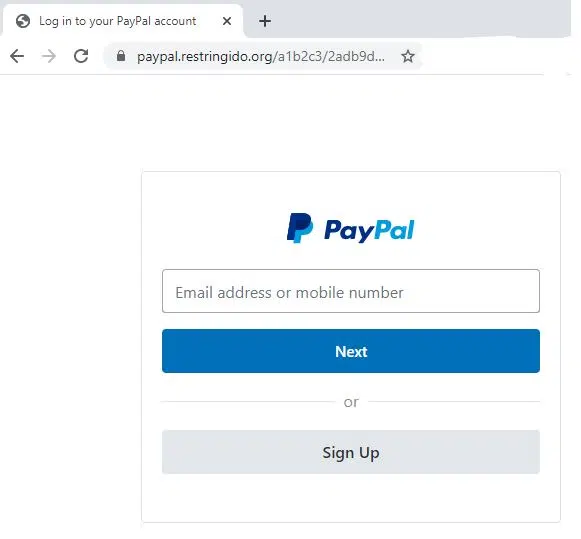 Log in to your PayPal account
paypal.restringido.org/a1b2c3/2adb9d...
PayPal
Email address or mobile number
Next
or
Sign Up